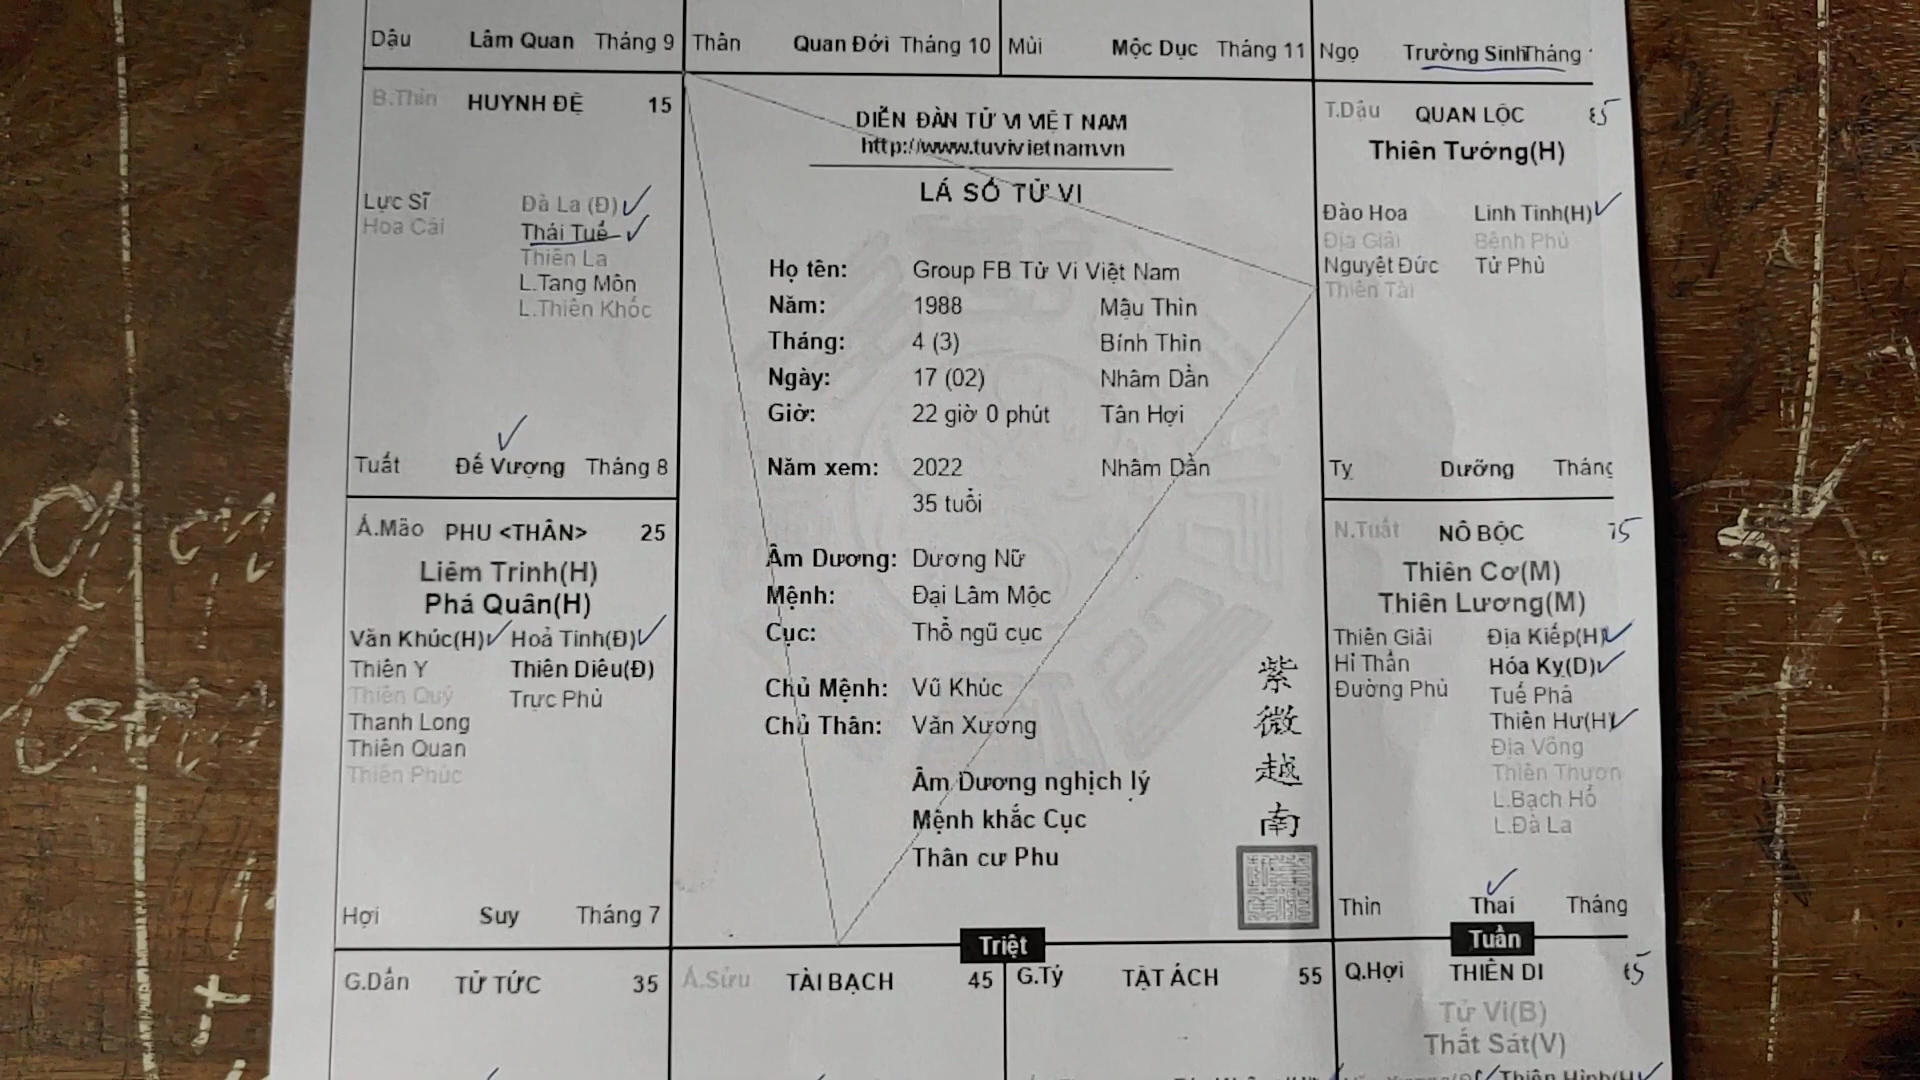 Dậu Lâm Quan Tháng 9
Thân Quan Đới Tháng 10
Mùi Mộc Dục Tháng 11
Ngọ Trường Sinh Tháng
B.Thìn HUYNH ĐỆ 15
Lực Sĩ Đà La (Đ)
Hoa Cái Thái Tuế
Thiên La
L.Tang Môn
L.Thiên Khốc
Tuất Đế Vượng Tháng 8
Á.Mão PHU <THÂN> 25
Liêm Trinh(H)
Phá Quân(H)
Văn Khúc(H) Hoả Tinh(Đ)
Thiên Y Thiên Diêu(Đ)
Thiên Quý Trực Phù
Thanh Long
Thiên Quan
Thiên Phúc
Hợi Suy Tháng 7
DIỄN ĐÀN TỬ VI VIỆT NAM
http://www.tuvivietnam.vn
LÁ SỐ TỬ VI
Họ tên: Group FB Tử Vi Việt Nam
Năm: 1988 Mậu Thìn
Tháng: 4 (3) Bính Thìn
Ngày: 17 (02) Nhâm Dần
Giờ: 22 giờ 0 phút Tân Hợi
Năm xem: 2022 Nhâm Dần
35 tuổi
Âm Dương: Dương Nữ
Mệnh: Đại Lâm Mộc
Cục: Thổ ngũ cục
Chủ Mệnh: Vũ Khúc
Chủ Thân: Văn Xương
Âm Dương nghịch lý
Mệnh khắc Cục
Thân cư Phu
紫
微
越
南
T.Dậu QUAN LỘC
Thiên Tướng(H)
Đào Hoa Linh Tinh(H)
Địa Giải Bệnh Phù
Nguyệt Đức Tử Phù
Thiên Tài
Tỵ Dưỡng Tháng
N.Tuất NÔ BỘC
Thiên Cơ(M)
Thiên Lương(M)
Thiên Giải Địa Kiếp(H)
Hỉ Thần Hóa Kỵ(D)
Đường Phù Tuế Phá
Thiên Hư(H)
Địa Võng
Thiên Thươn
L.Bạch Hổ
L.Đà La
Thìn Thai Tháng
Triệt
Tuần
G.Dần TỬ TỨC 35
Á.Sửu TÀI BẠCH 45
G.Tý TẬT ÁCH 55
Q.Hợi THIÊN DI
Tử Vi(B)
Thất Sát(V)
Thiên Hình(H)